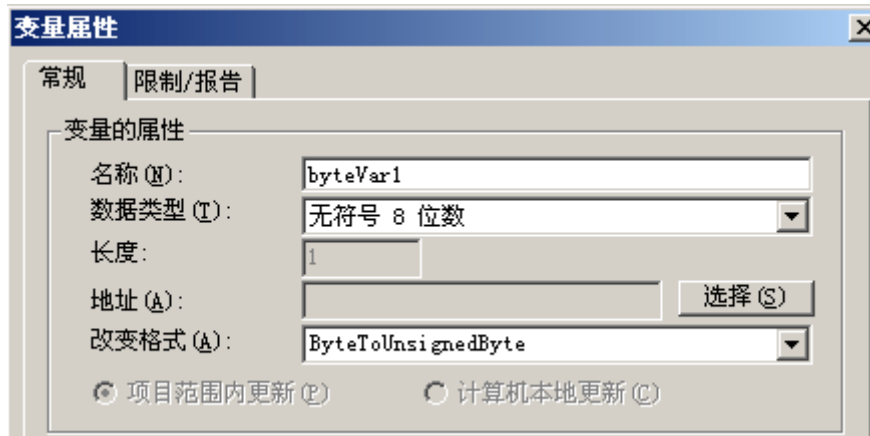 变量属性
常规 限制/报告
变量的属性
名称(N): byteVar1
数据类型(T): 无符号 8 位数
长度: 1
地址(A): 选择(S)
改变格式(A): ByteToUnsignedByte
项目范围内更新(P) 计算机本地更新(C)